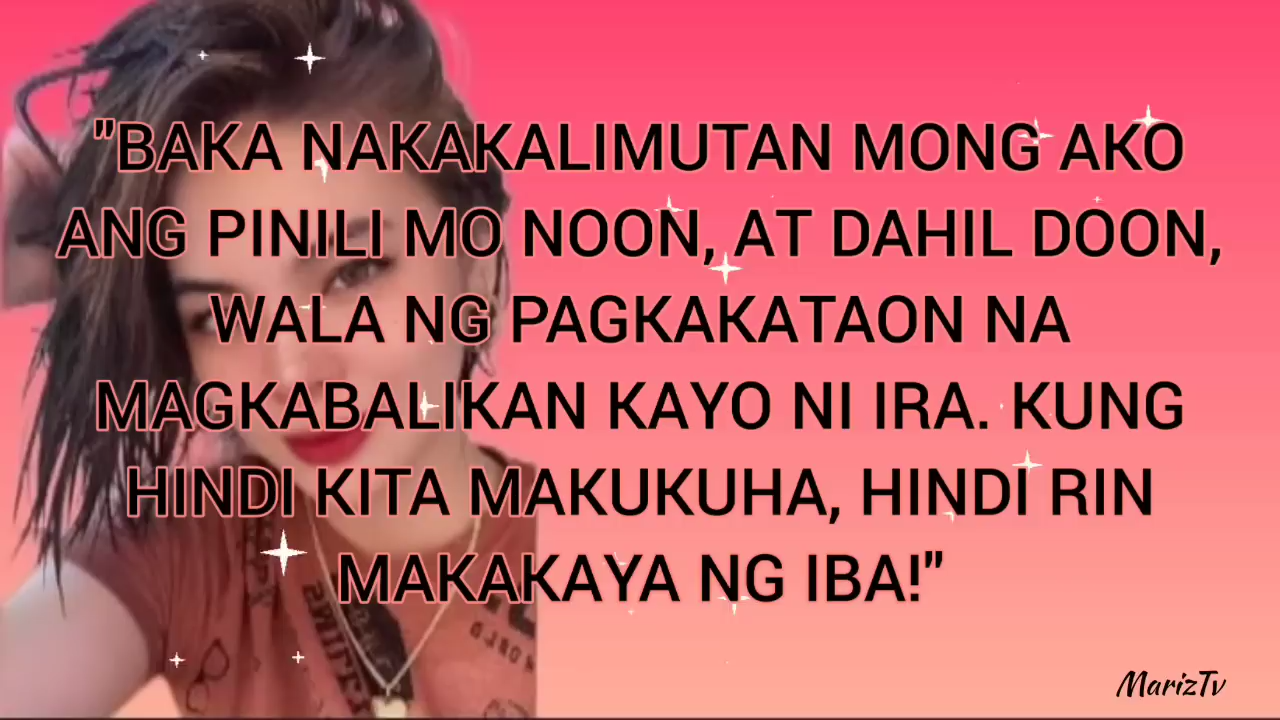 "BAKA NAKAKALIMUTAN MONG AKO
ANG PINILI MO NOON, AT DAHIL DOON,
WALA NG PAGKAKATAON NA
MAGKABALIKAN KAYO NI IRA. KUNG
HINDI KITA MAKUKUHA, HINDI RIN
MAKAKAYA NG IBA!"
MarizTv